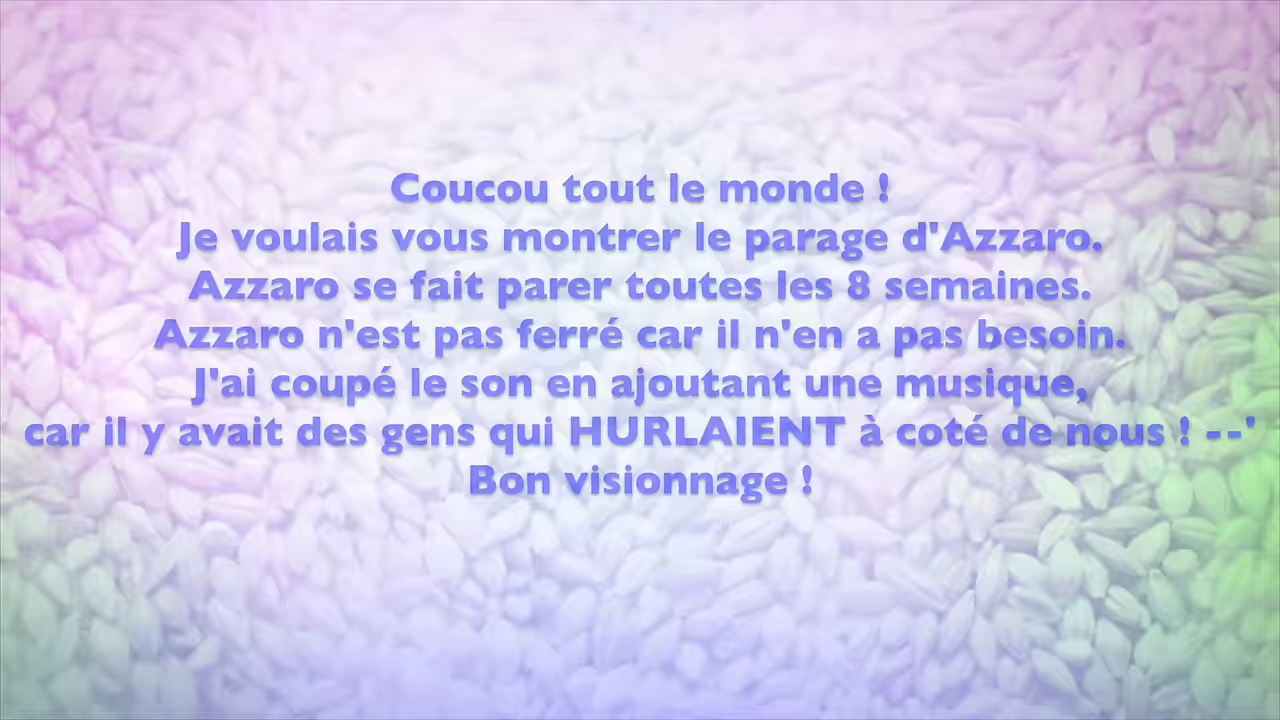 Coucou tout le monde !
Je voulais vous montrer le parage d'Azzaro.
Azzaro se fait parer toutes les 8 semaines.
Azzaro n'est pas ferré car il n'en a pas besoin.
J'ai coupé le son en ajoutant une musique,
car il y avait des gens qui HURLAIENT à coté de nous ! --'
Bon visionnage !